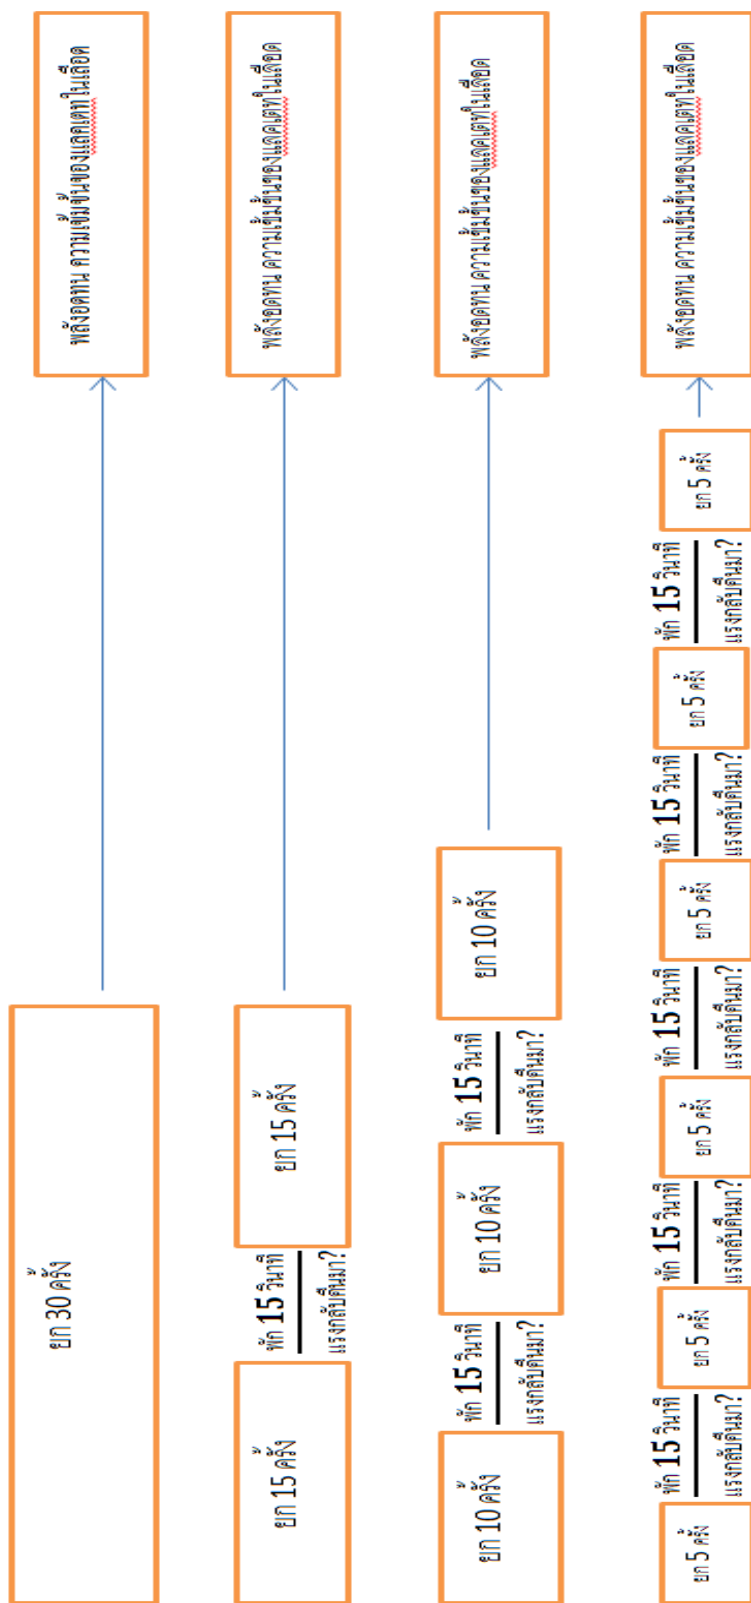 ยก 30 ครั้ง
พลังอดทน ความเข้มข้นของแลคเตทในเลือด
ยก 15 ครั้ง
พัก 15 วินาที
แรงกลับคืนมา?
ยก 15 ครั้ง
พลังอดทน ความเข้มข้นของแลคเตทในเลือด
ยก 10 ครั้ง
พัก 15 วินาที
แรงกลับคืนมา?
ยก 10 ครั้ง
พัก 15 วินาที
แรงกลับคืนมา?
ยก 10 ครั้ง
พลังอดทน ความเข้มข้นของแลคเตทในเลือด
ยก 5 ครั้ง
พัก 15 วินาที
แรงกลับคืนมา?
ยก 5 ครั้ง
พัก 15 วินาที
แรงกลับคืนมา?
ยก 5 ครั้ง
พัก 15 วินาที
แรงกลับคืนมา?
ยก 5 ครั้ง
พัก 15 วินาที
แรงกลับคืนมา?
ยก 5 ครั้ง
พัก 15 วินาที
แรงกลับคืนมา?
ยก 5 ครั้ง
พลังอดทน ความเข้มข้นของแลคเตทในเลือด